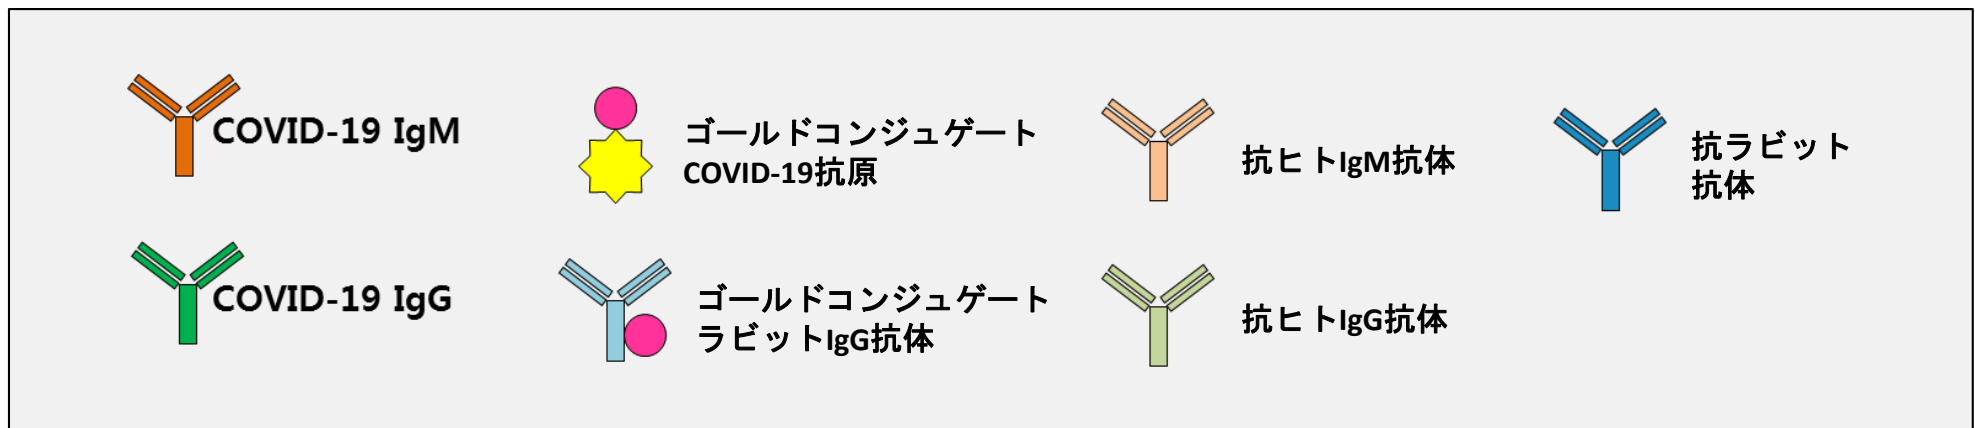 COVID-19 IgM
ゴールドコンジュゲート
COVID-19抗原
抗ヒトIgM抗体
抗ラビット
抗体
COVID-19 IgG
ゴールドコンジュゲート
ラビットIgG抗体
抗ヒトIgG抗体